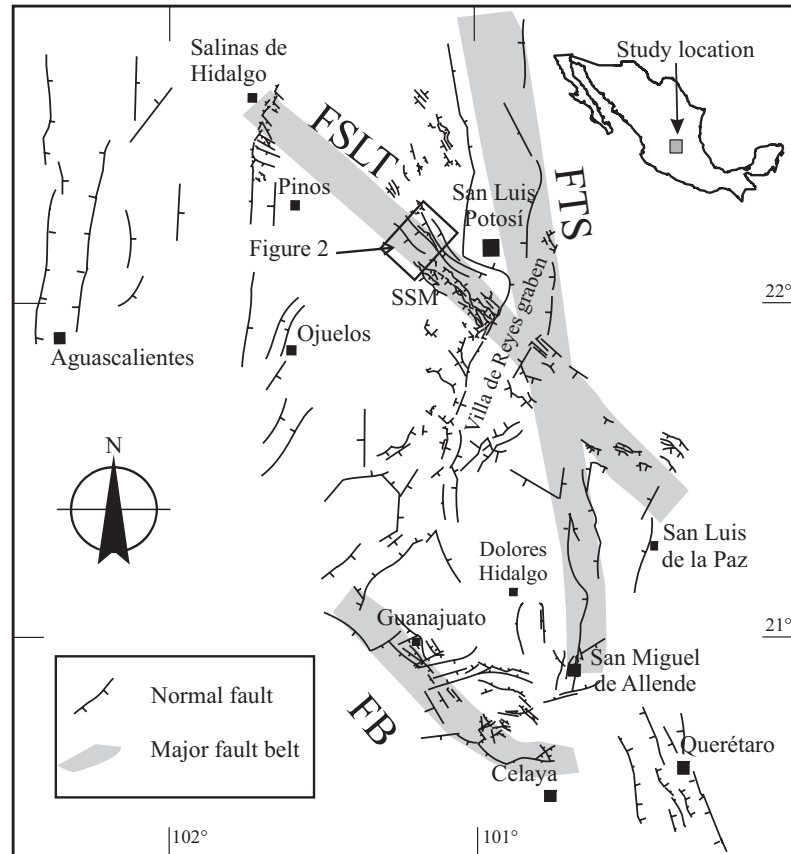 Salinas de
Hidalgo
Study location
FSLT
Pinos
San Luis
Potosí
FTS
Figure 2
SSM
22°
Villa de Reyes graben
Ojuelos
Aguascalientes
N
San Luis
de la Paz
Dolores
Hidalgo
Guanajuato
21°
San Miguel
de Allende
Normal fault
FB
Major fault belt
Querétaro
Celaya
102°
101°